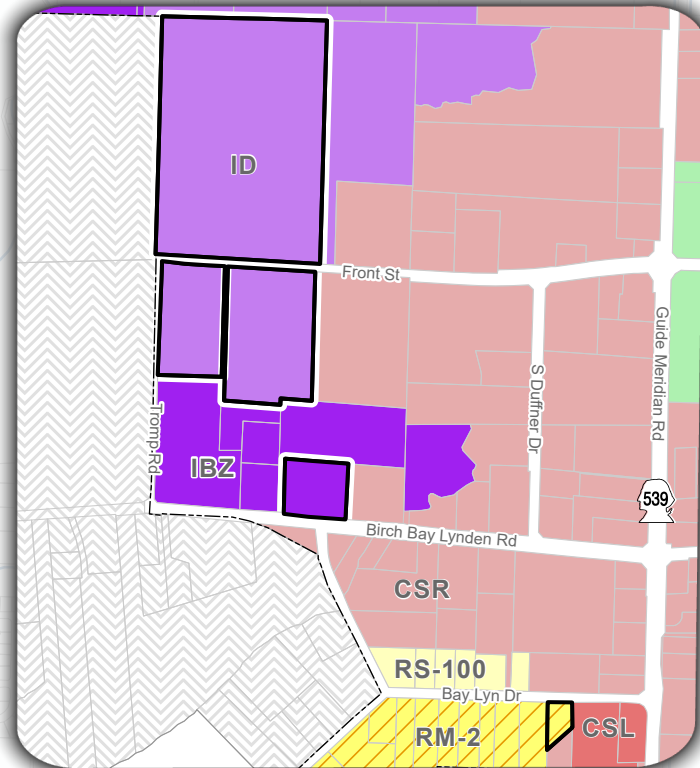 ID
Front St
Guide Meridian Rd
S Duffner Dr
Tromp Rd
IBZ
539
Birch Bay Lynden Rd
CSR
RS-100
Bay Lyn Dr
RM-2
CSL